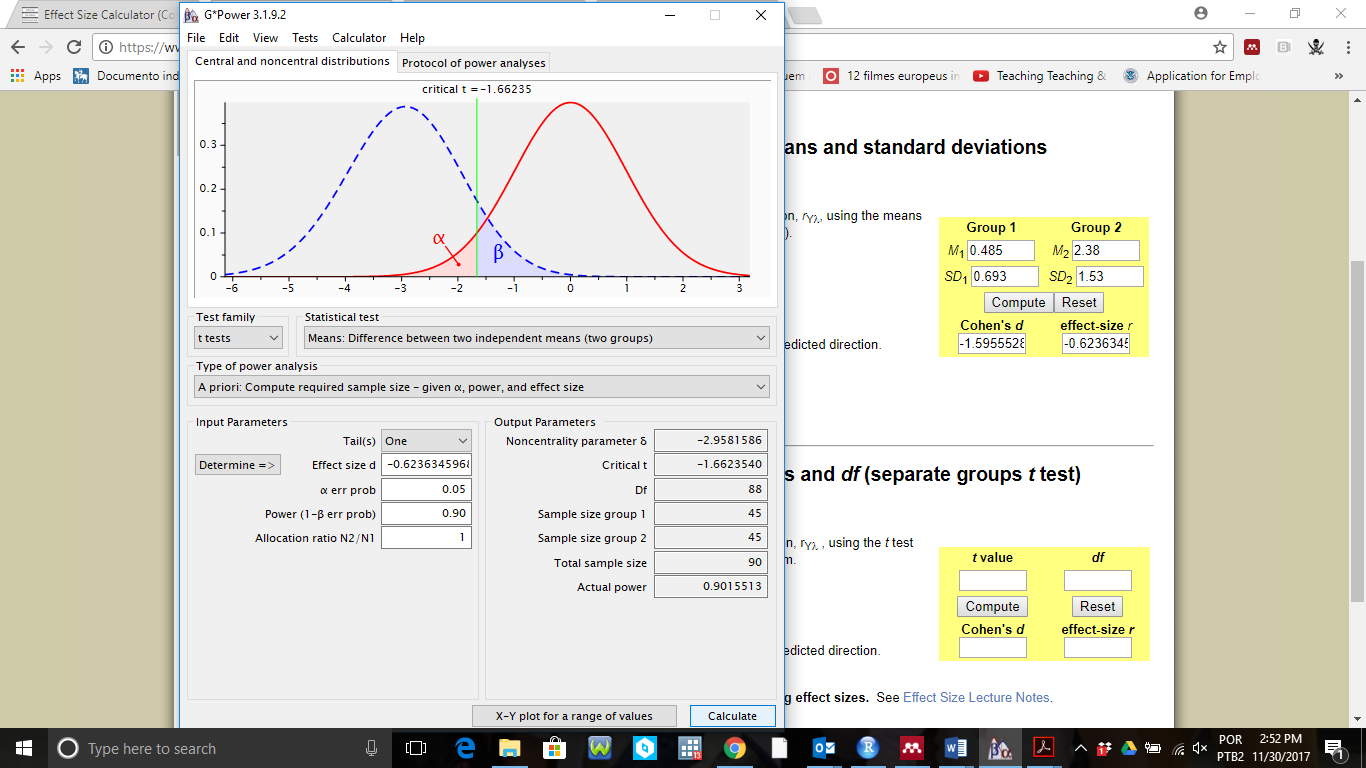 Effect Size Calculator (Co
G*Power 3.1.9.2
File Edit View Tests Calculator Help
https://ww
Apps
Documento ind
uem
12 filmes europeus in
Teaching Teaching &
Application for Emplo
»
Central and noncentral distributions
Protocol of power analyses
critical t = -1.66235
0.3
0.2
0.1
0
α
β
-6 -5 -4 -3 -2 -1 0 1 2 3
Test family
t tests
Statistical test
Means: Difference between two independent means (two groups)
Type of power analysis
A priori: Compute required sample size - given α, power, and effect size
Input Parameters
Tail(s) One
Determine => Effect size d
α err prob 0.05
Power (1-β err prob) 0.90
Allocation ratio N2/N1 1
Output Parameters
Noncentrality parameter δ -2.9581586
Critical t -1.6623540
Df 88
Sample size group 1 45
Sample size group 2 45
Total sample size 90
Actual power 0.9015513
X-Y plot for a range of values
Calculate
ans and standard deviations
on, rYλ, using the means
).
edicted direction.
Group 1 Group 2
M1 0.485 M2 2.38
SD1 0.693 SD2 1.53
Compute Reset
Cohen's d effect-size r
-1.5955528 -0.623634
s and df (separate groups t test)
n, rYλ , using the t test
m.
edicted direction.
t value df
Compute Reset
Cohen's d effect-size r
g effect sizes. See Effect Size Lecture Notes.
Type here to search
POR
PTB2
2:52 PM
11/30/2017